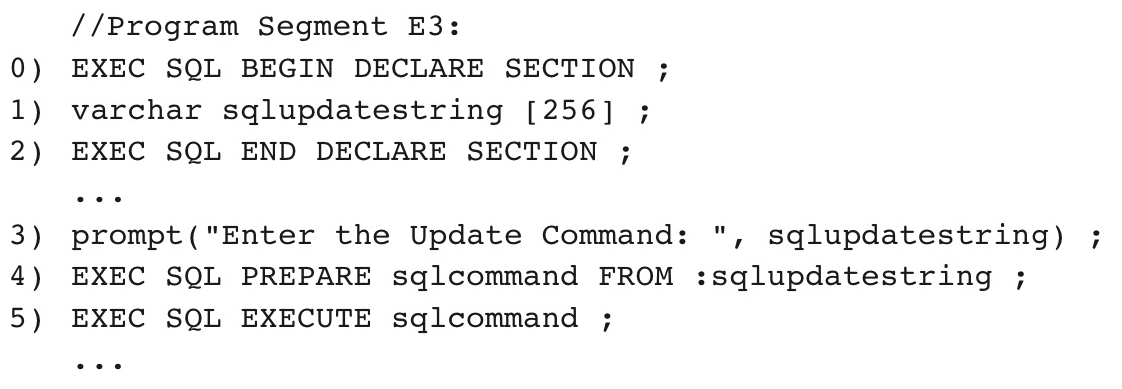 //Program Segment E3:
0) EXEC SQL BEGIN DECLARE SECTION ;
1) varchar sqlupdatestring [256] ;
2) EXEC SQL END DECLARE SECTION ;
...
3) prompt("Enter the Update Command: ", sqlupdatestring) ;
4) EXEC SQL PREPARE sqlcommand FROM :sqlupdatestring ;
5) EXEC SQL EXECUTE sqlcommand ;
...